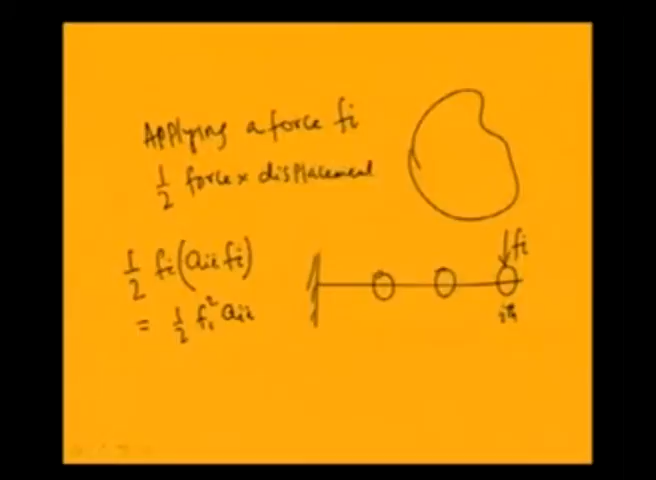 Applying a force fi
1/2 force x displacement
1/2 fi(aii fi)
= 1/2 fi² aii
fi
ith